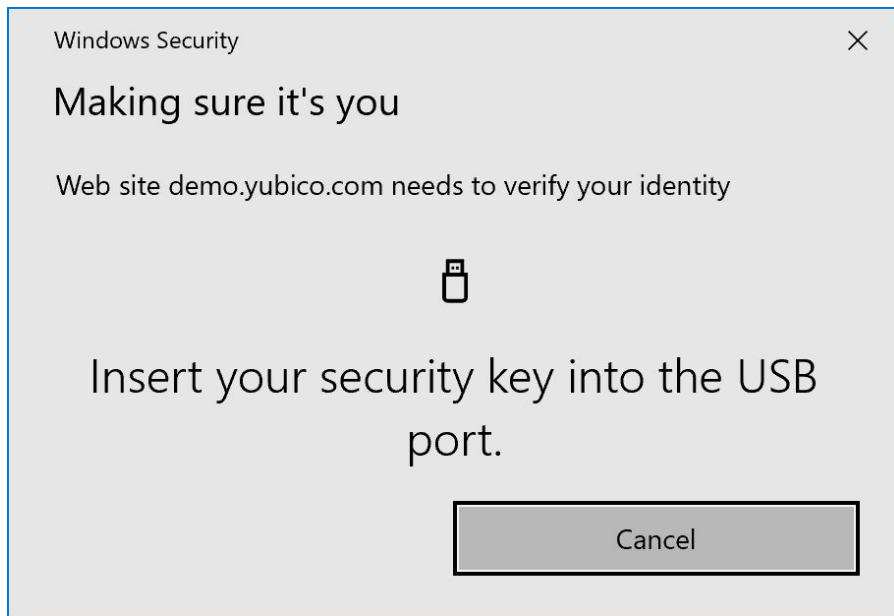 Windows Security
Making sure it's you
Web site demo.yubico.com needs to verify your identity
Insert your security key into the USB
port.
Cancel